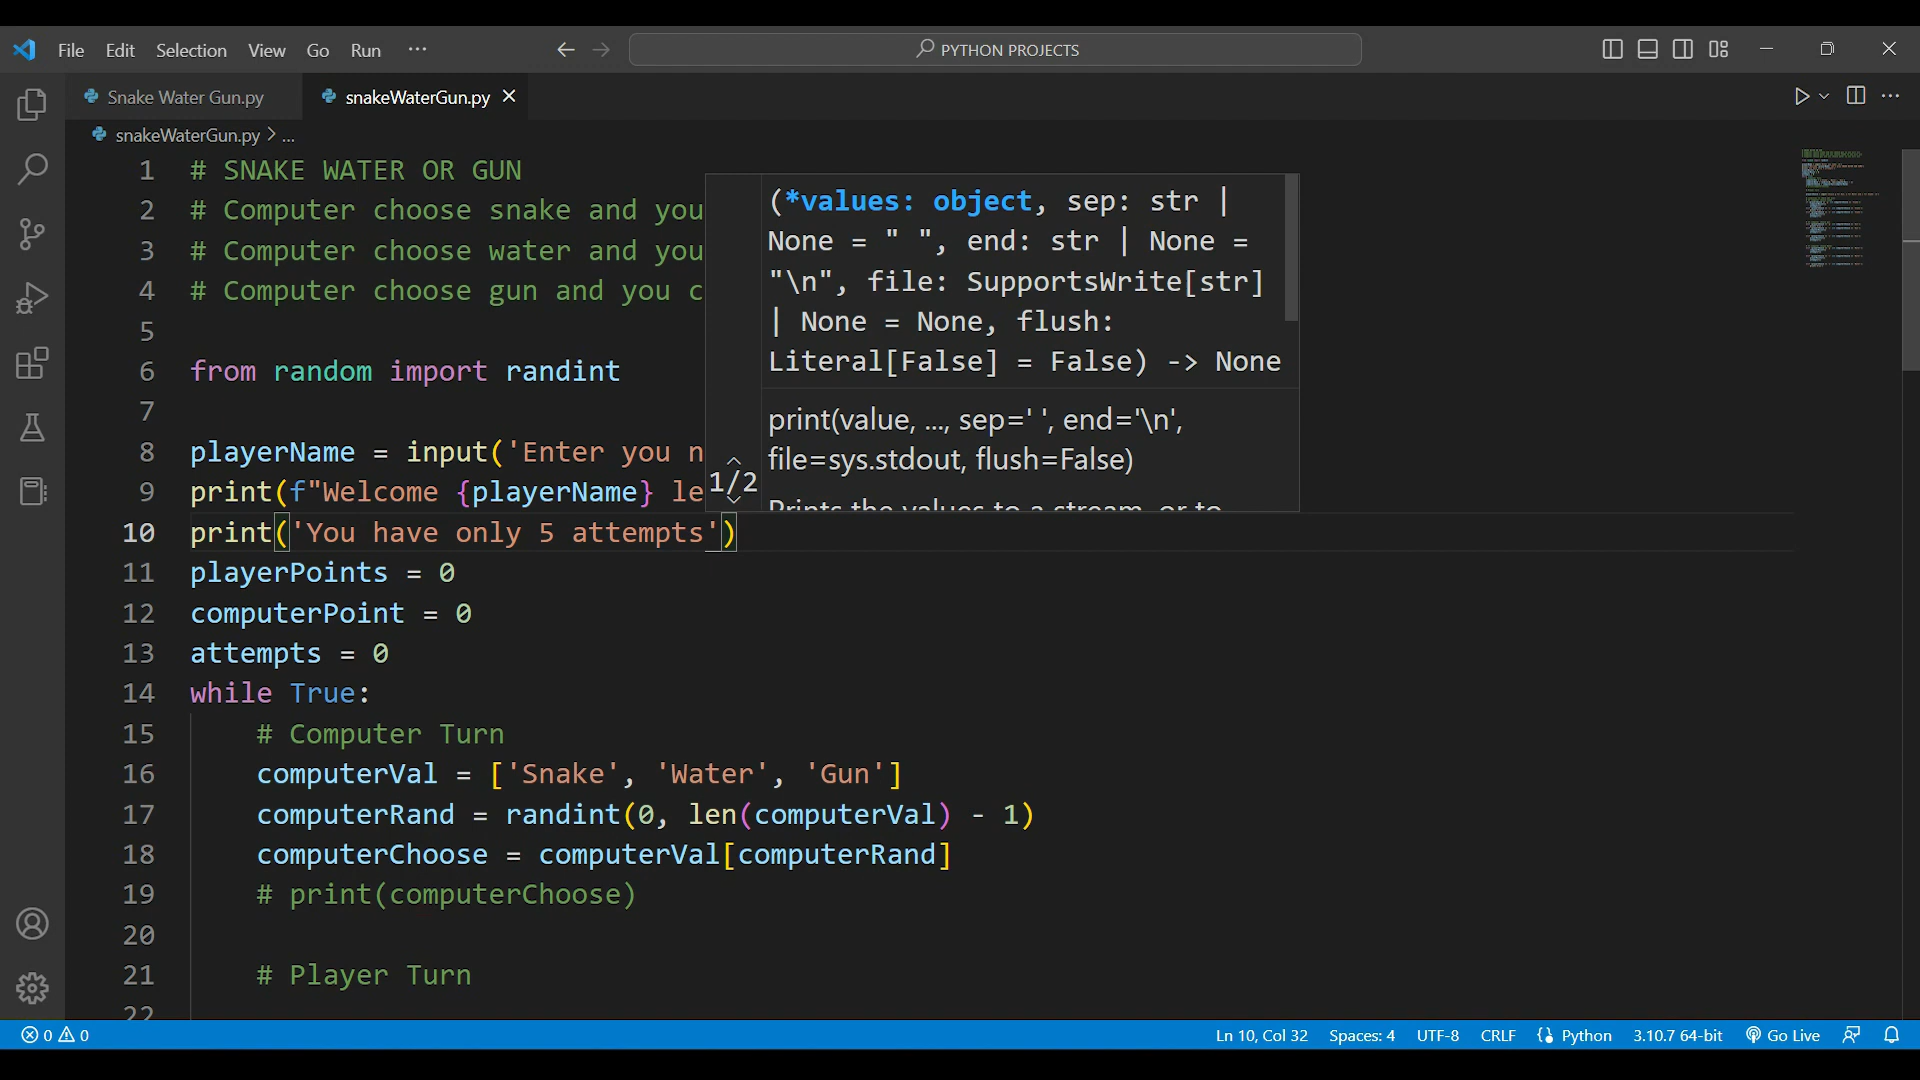 File Edit Selection View Go Run ··· PYTHON PROJECTS
Snake Water Gun.py snakeWaterGun.py
snakeWaterGun.py > ...
1 # SNAKE WATER OR GUN
2 # Computer choose snake and you
3 # Computer choose water and you
4 # Computer choose gun and you c
5
6 from random import randint
7
8 playerName = input('Enter you n
9 print(f"Welcome {playerName} le
10 print('You have only 5 attempts')
11 playerPoints = 0
12 computerPoint = 0
13 attempts = 0
14 while True:
15 # Computer Turn
16 computerVal = ['Snake', 'Water', 'Gun']
17 computerRand = randint(0, len(computerVal) - 1)
18 computerChoose = computerVal[computerRand]
19 # print(computerChoose)
20
21 # Player Turn
22
(*values: object, sep: str |
None = " ", end: str | None =
"\n", file: SupportsWrite[str]
| None = None, flush:
Literal[False] = False) -> None
print(value, ..., sep=' ', end='\n',
file=sys.stdout, flush=False)
Prints the values to a stream, or to
1/2
0 0 Ln 10, Col 32 Spaces: 4 UTF-8 CRLF Python 3.10.7 64-bit Go Live